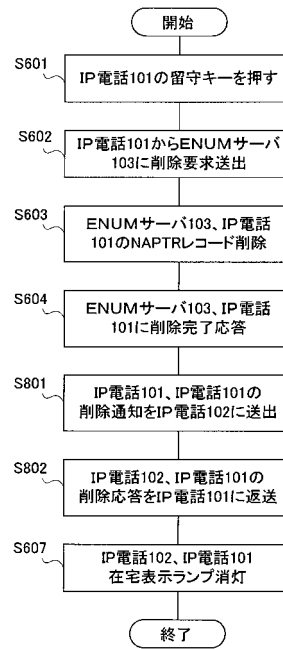 開始
S601
IP電話101の留守キーを押す
S602
IP電話101からENUMサーバ
103に削除要求送出
S603
ENUMサーバ103、IP電話
101のNAPTRレコード削除
S604
ENUMサーバ103、IP電話
101に削除完了応答
S801
IP電話101、IP電話101の
削除通知をIP電話102に送出
S802
IP電話102、IP電話101の
削除応答をIP電話101に返送
S607
IP電話102、IP電話101
在宅表示ランプ消灯
終了